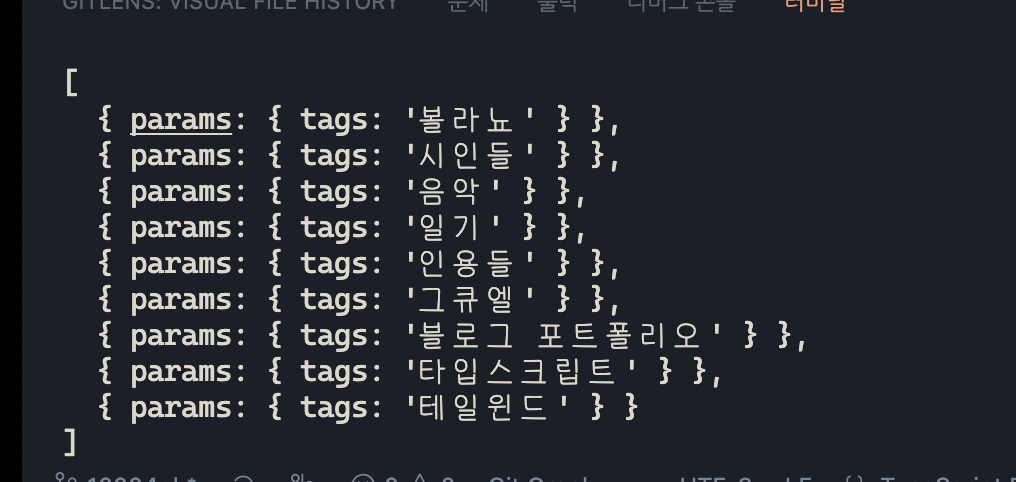 GITLENS: VISUAL FILE HISTORY 문제 출력 디버그 콘솔 터미널
[
{ params: { tags: '볼라뇨' } },
{ params: { tags: '시인들' } },
{ params: { tags: '음악' } },
{ params: { tags: '일기' } },
{ params: { tags: '인용들' } },
{ params: { tags: '그큐엘' } },
{ params: { tags: '블로그 포트폴리오' } },
{ params: { tags: '타입스크립트' } },
{ params: { tags: '테일윈드' } }
]